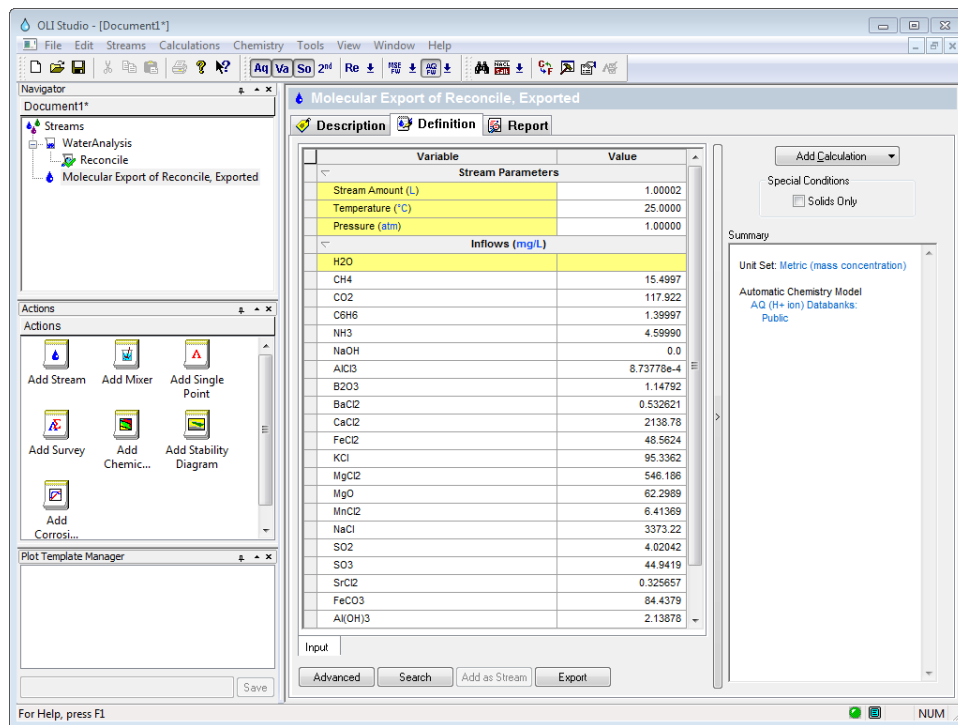 OLI Studio - [Document1*]
File Edit Streams Calculations Chemistry Tools View Window Help
Aq Va So 2nd Re MSE FW AQ FW
Navigator
Document1*
Streams
WaterAnalysis
Reconcile
Molecular Export of Reconcile, Exported
Actions
Actions
Add Stream Add Mixer Add Single Point
Add Survey Add Chemic... Add Stability Diagram
Add Corrosi...
Plot Template Manager
Save
Molecular Export of Reconcile, Exported
Description Definition Report
Variable Value
Stream Parameters
Stream Amount (L) 1.00002
Temperature (°C) 25.0000
Pressure (atm) 1.00000
Inflows (mg/L)
H2O
CH4 15.4997
CO2 117.922
C6H6 1.39997
NH3 4.59990
NaOH 0.0
AlCl3 8.73778e-4
B2O3 1.14792
BaCl2 0.532621
CaCl2 2138.78
FeCl2 48.5624
KCl 95.3362
MgCl2 546.186
MgO 62.2989
MnCl2 6.41369
NaCl 3373.22
SO2 4.02042
SO3 44.9419
SrCl2 0.325657
FeCO3 84.4379
Al(OH)3 2.13878
Input
Advanced Search Add as Stream Export
Add Calculation
Special Conditions
Solids Only
Summary
Unit Set: Metric (mass concentration)
Automatic Chemistry Model
AQ (H+ ion) Databanks:
Public
For Help, press F1
NUM